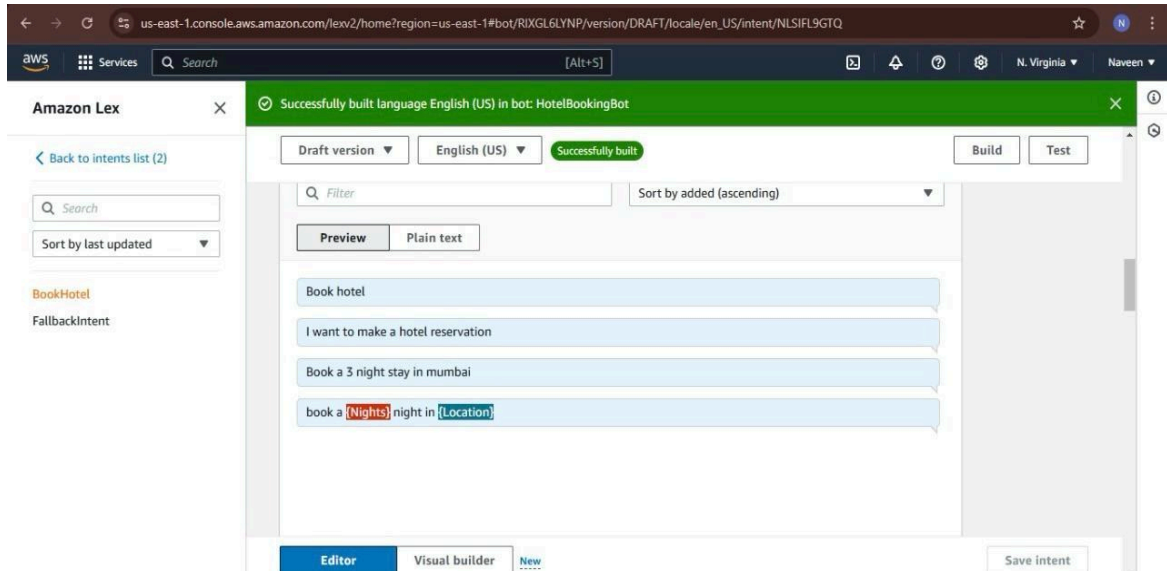 us-east-1.console.aws.amazon.com/lexv2/home?region=us-east-1#bot/RIXGL6LYNP/version/DRAFT/locale/en_US/intent/NLSIFL9GTQ
N
aws
Services
Search
[Alt+S]
N. Virginia
Naveen
Amazon Lex
Successfully built language English (US) in bot: HotelBookingBot
Back to intents list (2)
Draft version
English (US)
Successfully built
Build
Test
Search
Sort by last updated
BookHotel
FallbackIntent
Filter
Sort by added (ascending)
Preview
Plain text
Book hotel
I want to make a hotel reservation
Book a 3 night stay in mumbai
book a {Nights} night in {Location}
Editor
Visual builder
New
Save intent